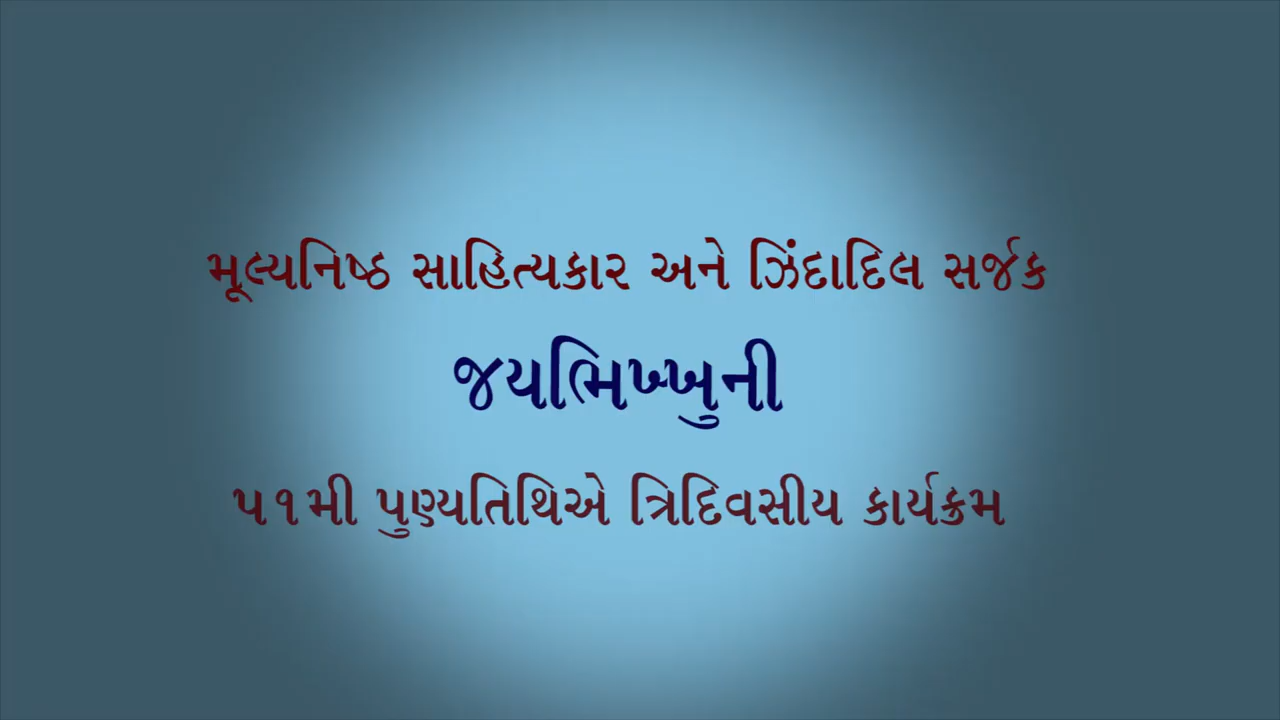 મૂલ્યનિષ્ઠ સાહિત્યકાર અને ઝિંદાદિલ સર્જક
જયભિખ્ખુની
૫૧મી પુણ્યતિથિએ ત્રિદિવસીય કાર્યક્રમ